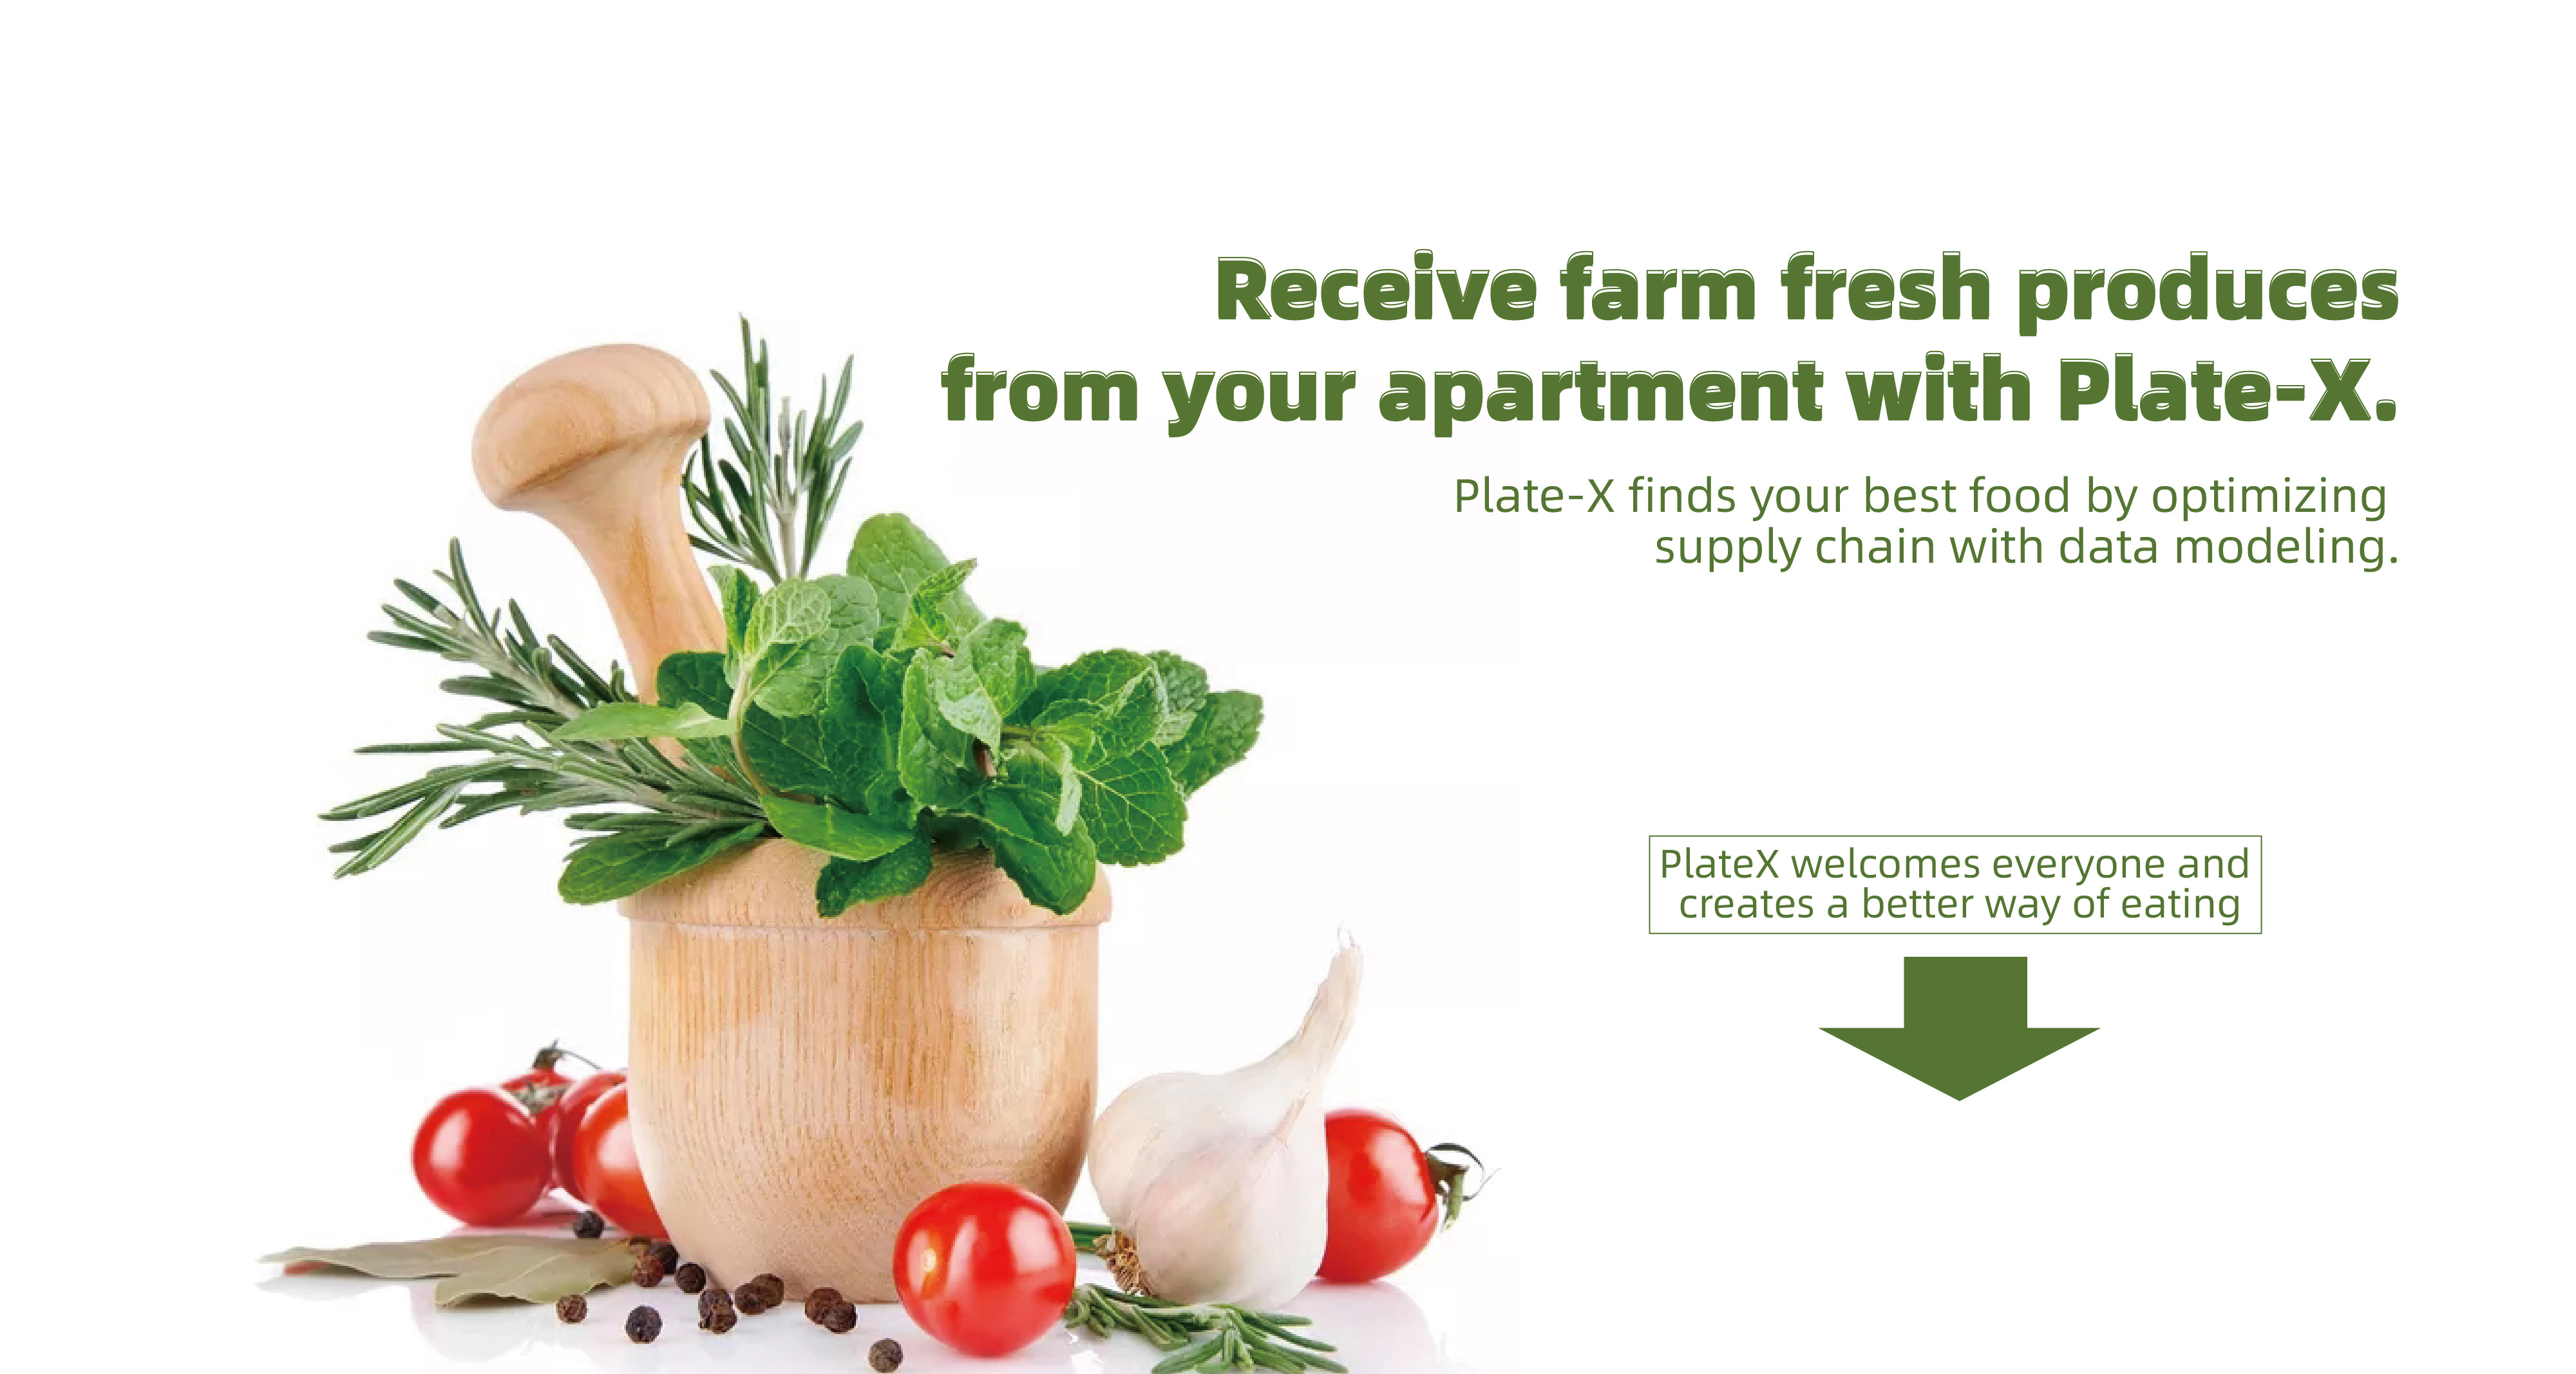 Receive farm fresh produces
from your apartment with Plate-X.
Plate-X finds your best food by optimizing
supply chain with data modeling.
PlateX welcomes everyone and
creates a better way of eating